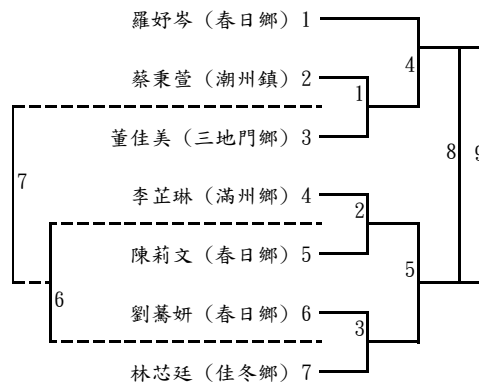 羅妤岑（春日鄉）1
4
蔡秉萱（潮州鎮）2
1
董佳美（三地門鄉）3
8
9
7
李芷琳（滿州鄉）4
2
陳莉文（春日鄉）5
5
6
劉驀妍（春日鄉）6
3
林芯廷（佳冬鄉）7